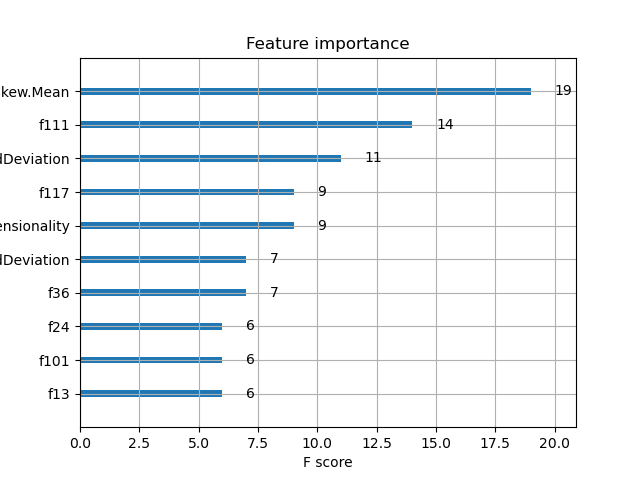 Feature importance
kew.Mean 19
f111 14
dDeviation 11
f117 9
ensionality 9
dDeviation 7
f36 7
f24 6
f101 6
f13 6
0.0 2.5 5.0 7.5 10.0 12.5 15.0 17.5 20.0
F score